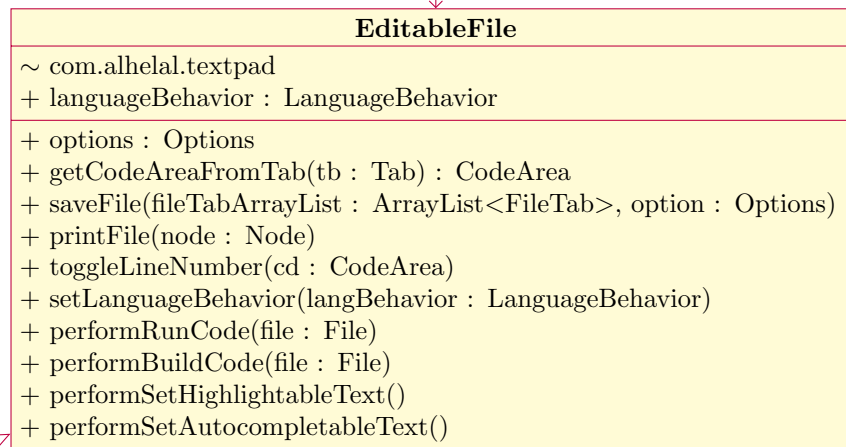 EditableFile
∼ com.alhelal.textpad
+ languageBehavior : LanguageBehavior
+ options : Options
+ getCodeAreaFromTab(tb : Tab) : CodeArea
+ saveFile(fileTabArrayList : ArrayList<FileTab>, option : Options)
+ printFile(node : Node)
+ toggleLineNumber(cd : CodeArea)
+ setLanguageBehavior(langBehavior : LanguageBehavior)
+ performRunCode(file : File)
+ performBuildCode(file : File)
+ performSetHighlightableText()
+ performSetAutocompletableText()